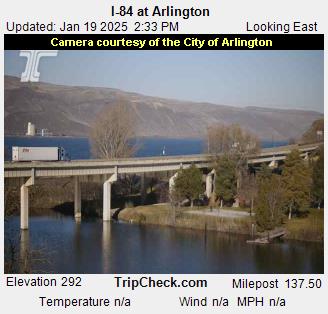 I-84 at Arlington
Updated: Jan 19 2025 2:33 PM Looking East
Camera courtesy of the City of Arlington
Elevation 292 TripCheck.com Milepost 137.50
Temperature n/a Wind n/a MPH n/a